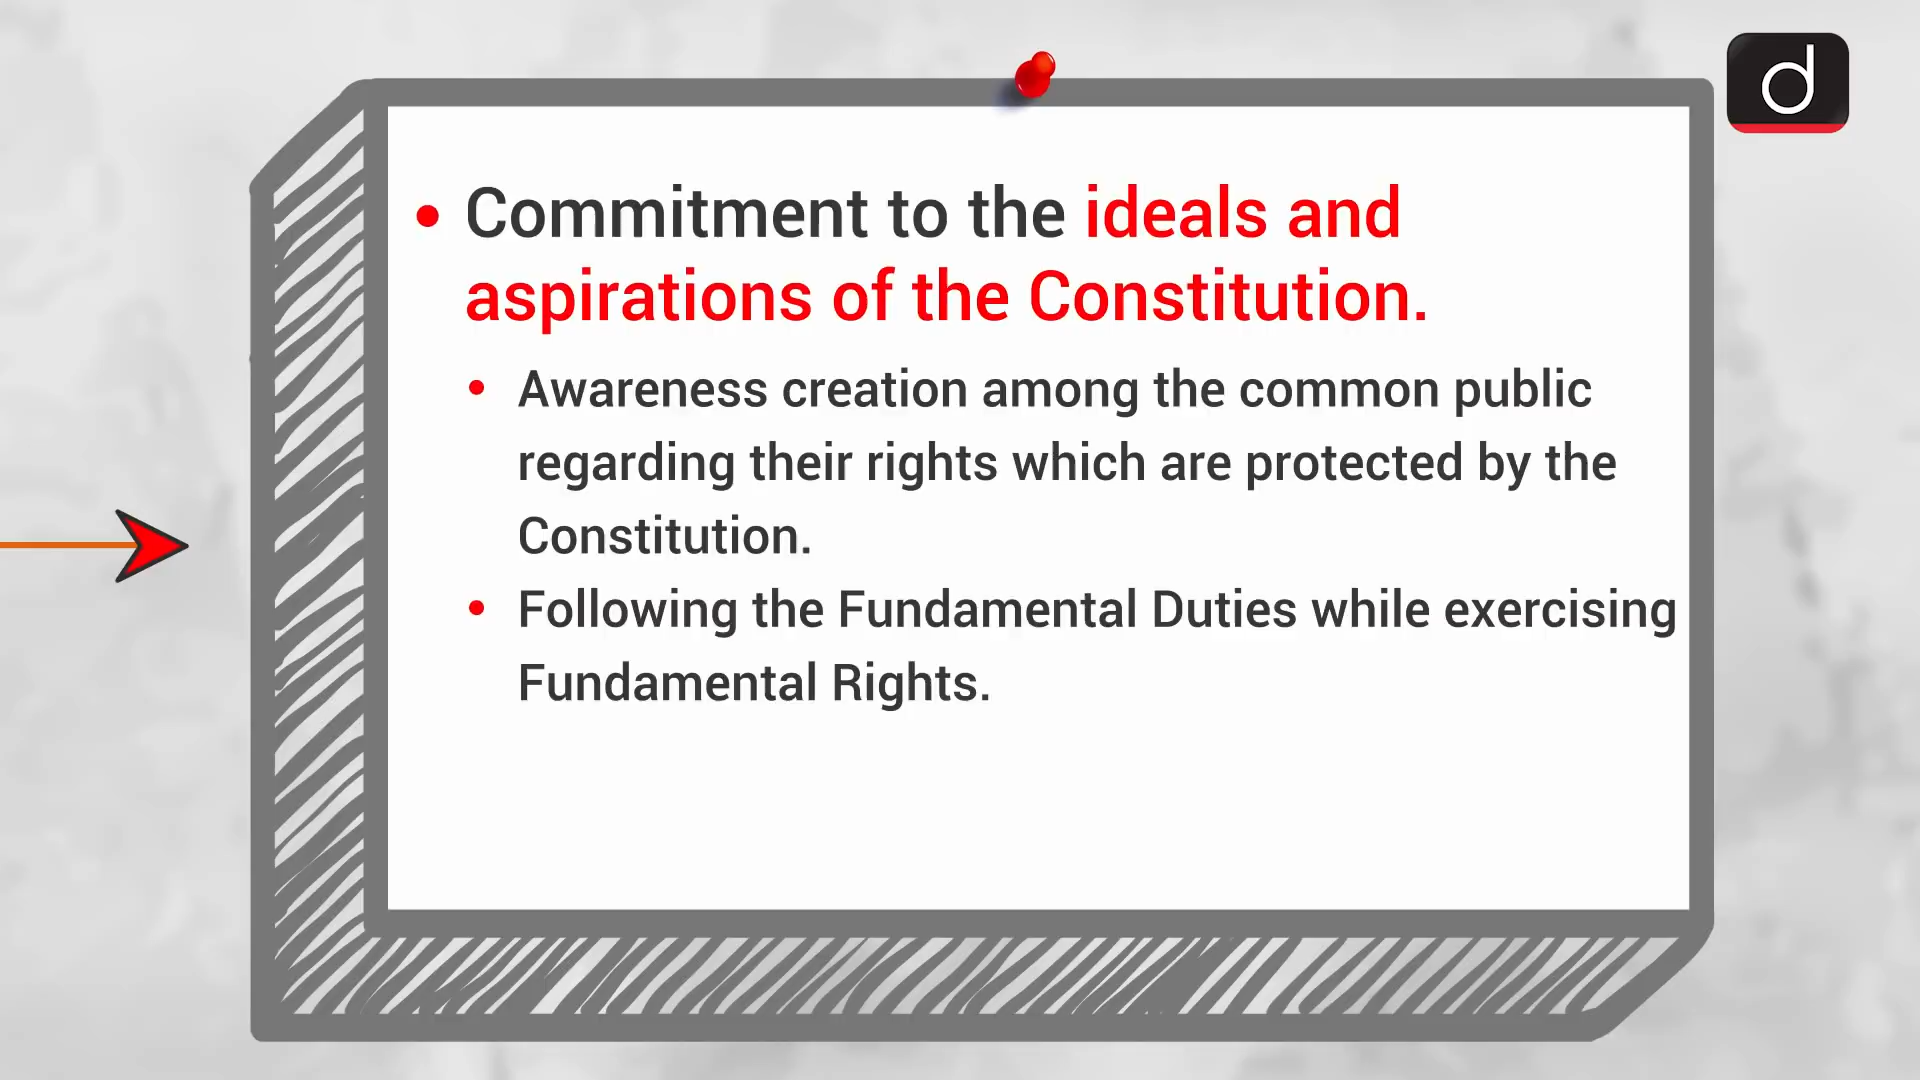 d
• Commitment to the ideals and
aspirations of the Constitution.
• Awareness creation among the common public
regarding their rights which are protected by the
Constitution.
• Following the Fundamental Duties while exercising
Fundamental Rights.